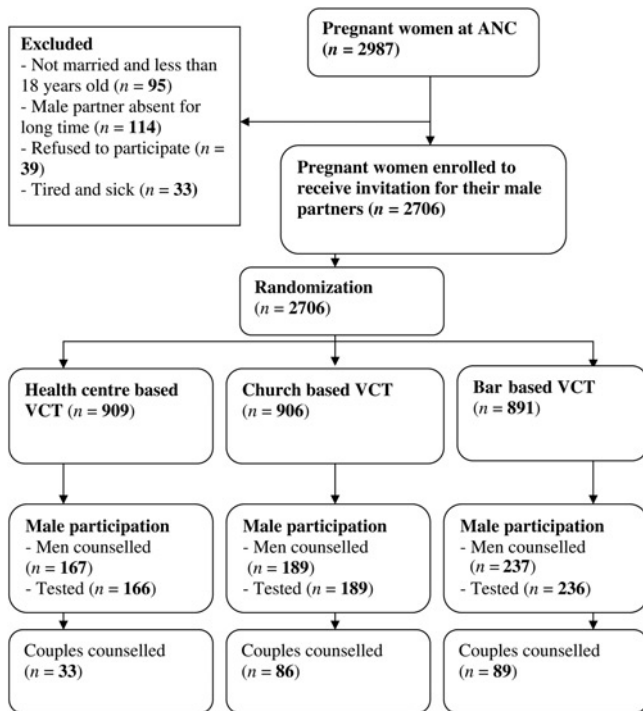 Pregnant women at ANC
(n = 2987)
Excluded
- Not married and less than
18 years old (n = 95)
- Male partner absent for
long time (n = 114)
- Refused to participate (n =
39)
- Tired and sick (n = 33)
Pregnant women enrolled to
receive invitation for their male
partners (n = 2706)
Randomization
(n = 2706)
Health centre based
VCT (n = 909)
Church based VCT
(n = 906)
Bar based VCT
(n = 891)
Male participation
- Men counselled
(n = 167)
- Tested (n = 166)
Male participation
- Men counselled
(n = 189)
- Tested (n = 189)
Male participation
- Men counselled
(n = 237)
- Tested (n = 236)
Couples counselled
(n = 33)
Couples counselled
(n = 86)
Couples counselled
(n = 89)